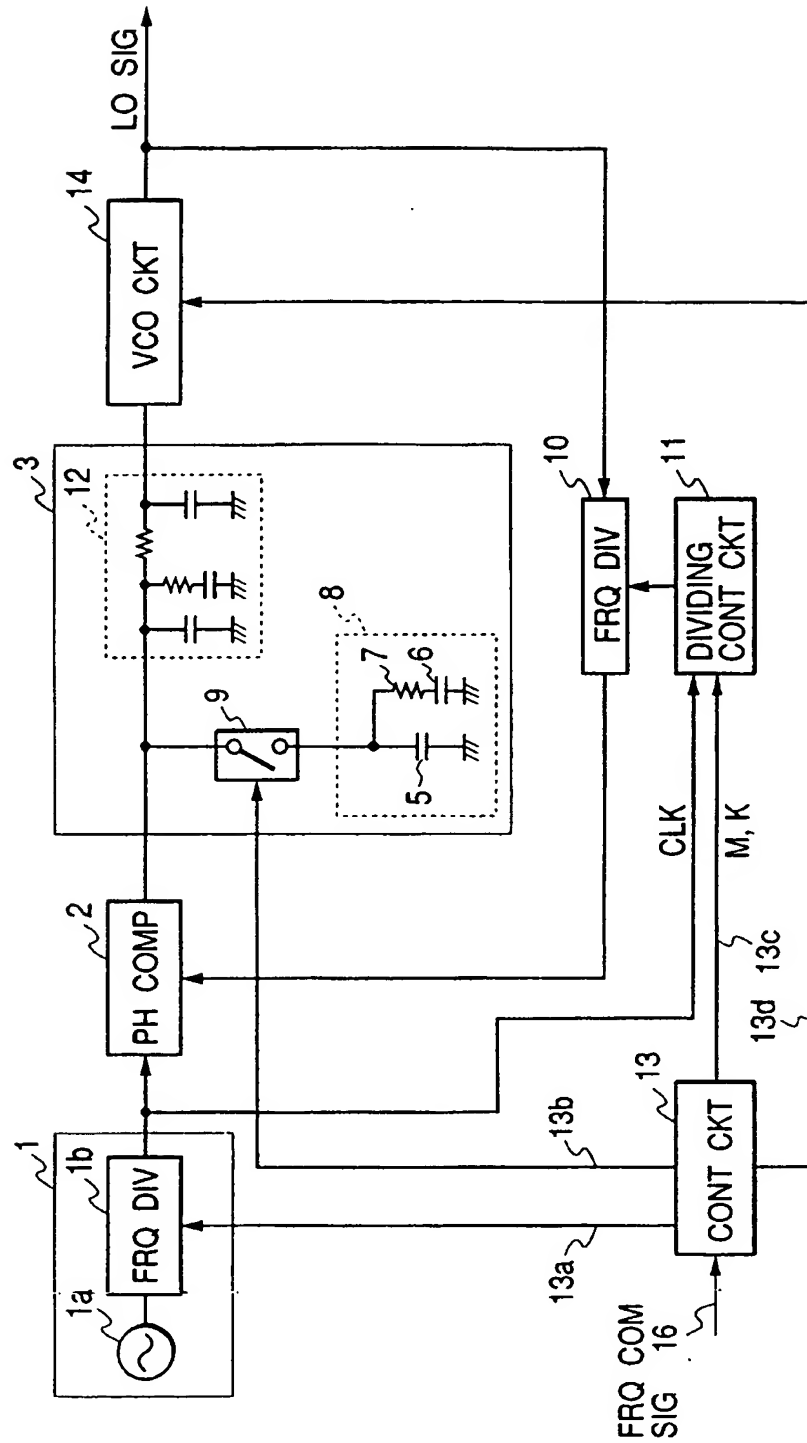 1
1a
1b
FRQ DIV
2
PH COMP
3
12
8
9
7
6
5
14
VCO CKT
LO SIG
10
FRQ DIV
11
DIVIDING
CONT CKT
CLK
M, K
13a
13b
13
CONT CKT
13c
13d
FRQ COM
SIG 16